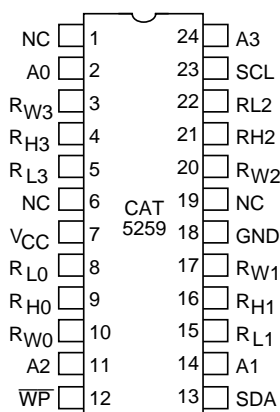 NC 1 24 A3
A0 2 23 SCL
RW3 3 22 RL2
RH3 4 21 RH2
RL3 5 20 RW2
NC 6 19 NC
CAT
5259
VCC 7 18 GND
RL0 8 17 RW1
RH0 9 16 RH1
RW0 10 15 RL1
A2 11 14 A1
W̅P̅ 12 13 SDA